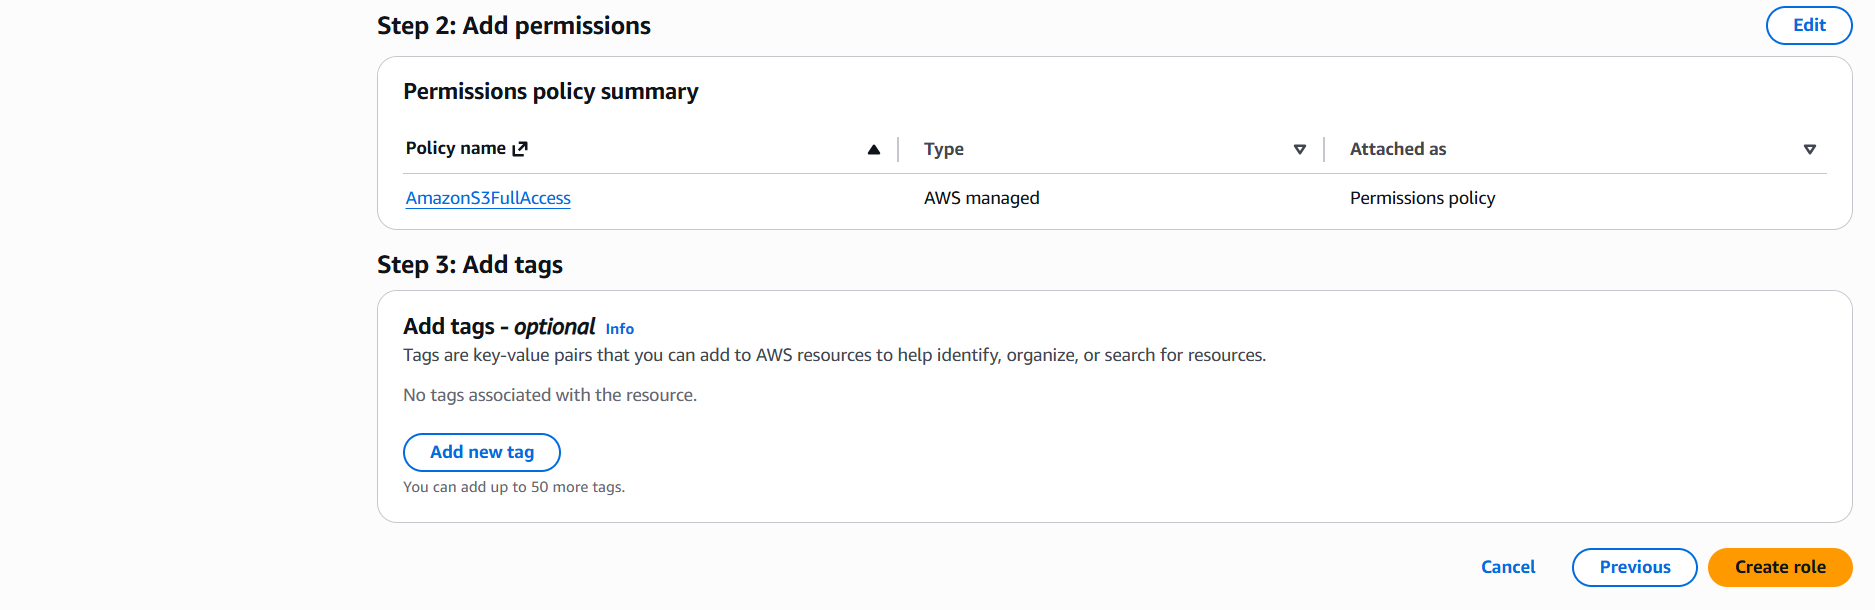 Step 2: Add permissions
Edit
Permissions policy summary
Policy name Type Attached as
AmazonS3FullAccess AWS managed Permissions policy
Step 3: Add tags
Add tags - optional Info
Tags are key-value pairs that you can add to AWS resources to help identify, organize, or search for resources.
No tags associated with the resource.
Add new tag
You can add up to 50 more tags.
Cancel Previous Create role